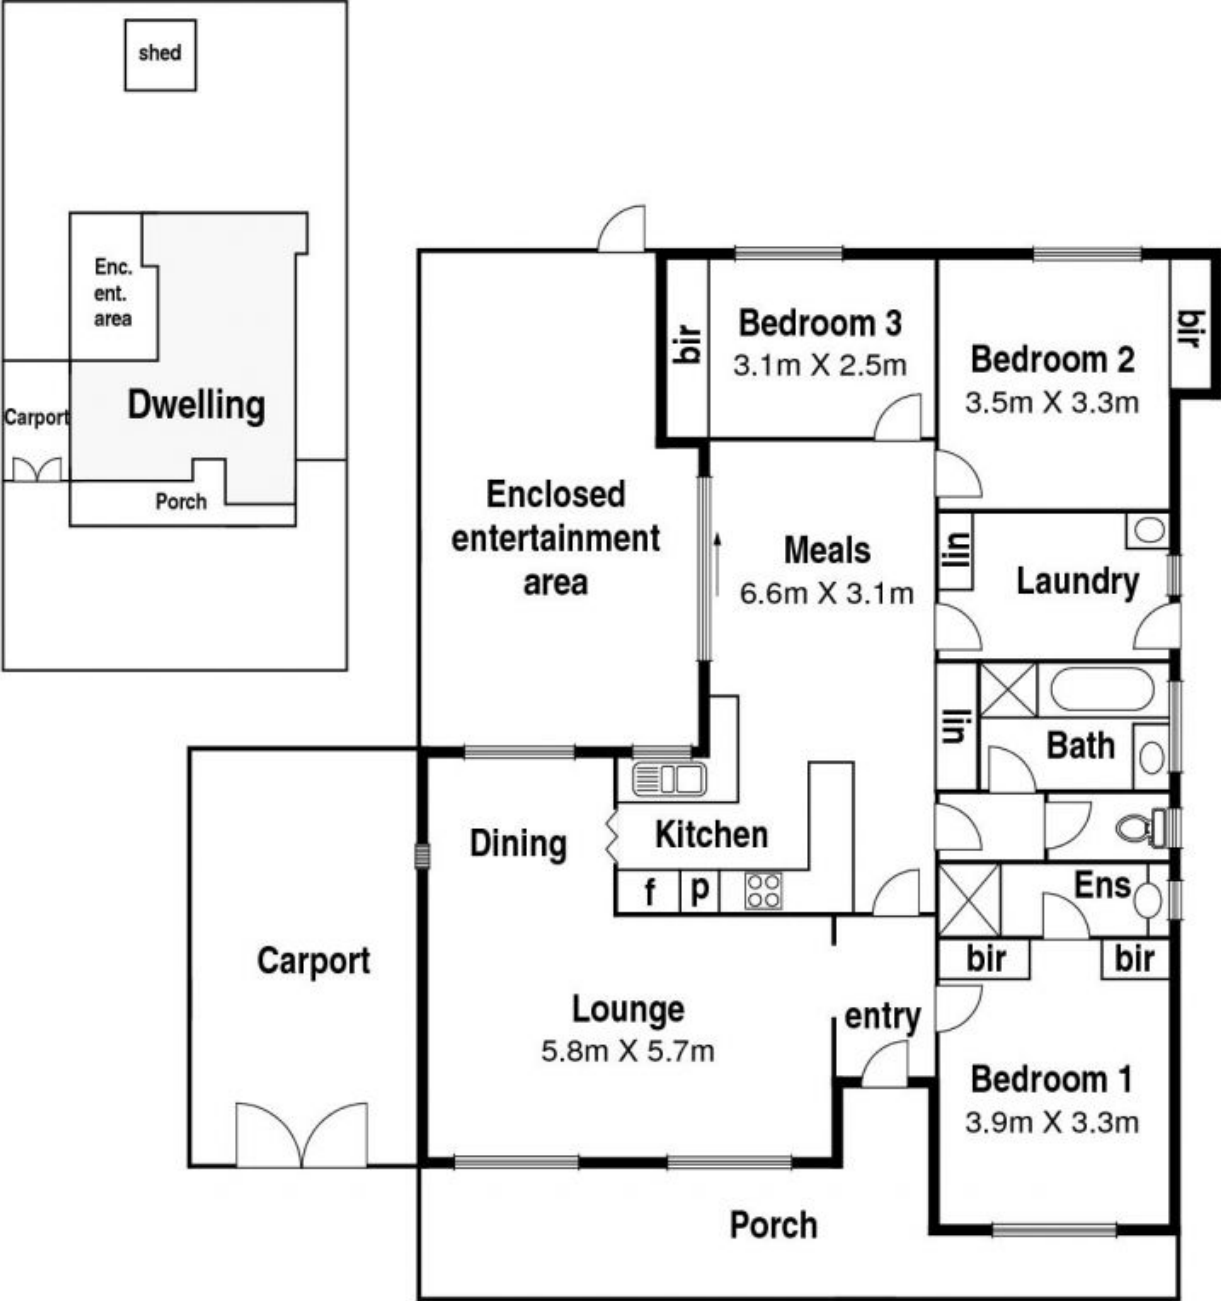 shed
Enc.
ent.
area
Carport
Dwelling
Porch
bir
Bedroom 3
3.1m X 2.5m
Bedroom 2
3.5m X 3.3m
bir
Enclosed
entertainment
area
Meals
6.6m X 3.1m
lin
Laundry
lin
Bath
Dining
Kitchen
f
p
Ens
bir
bir
Carport
Lounge
5.8m X 5.7m
entry
Bedroom 1
3.9m X 3.3m
Porch